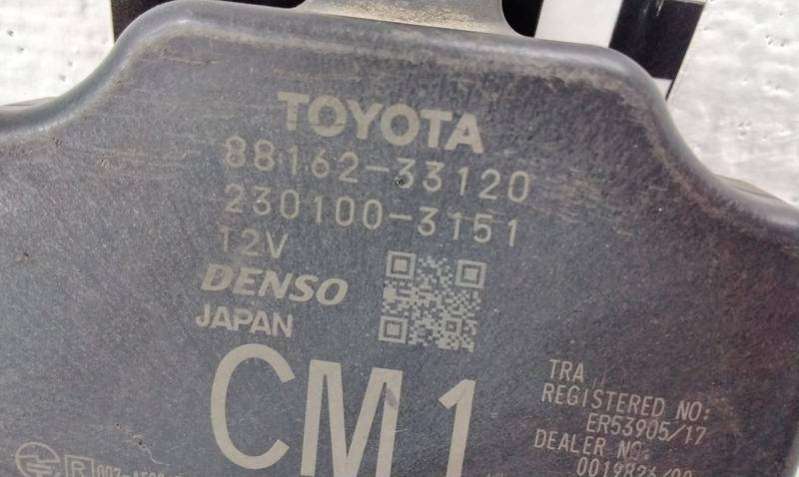 TOYOTA
88162-33120
230100-3151
12V
DENSO
JAPAN
CM1
TRA
REGISTERED NO:
ER53905/17
DEALER NO:
R